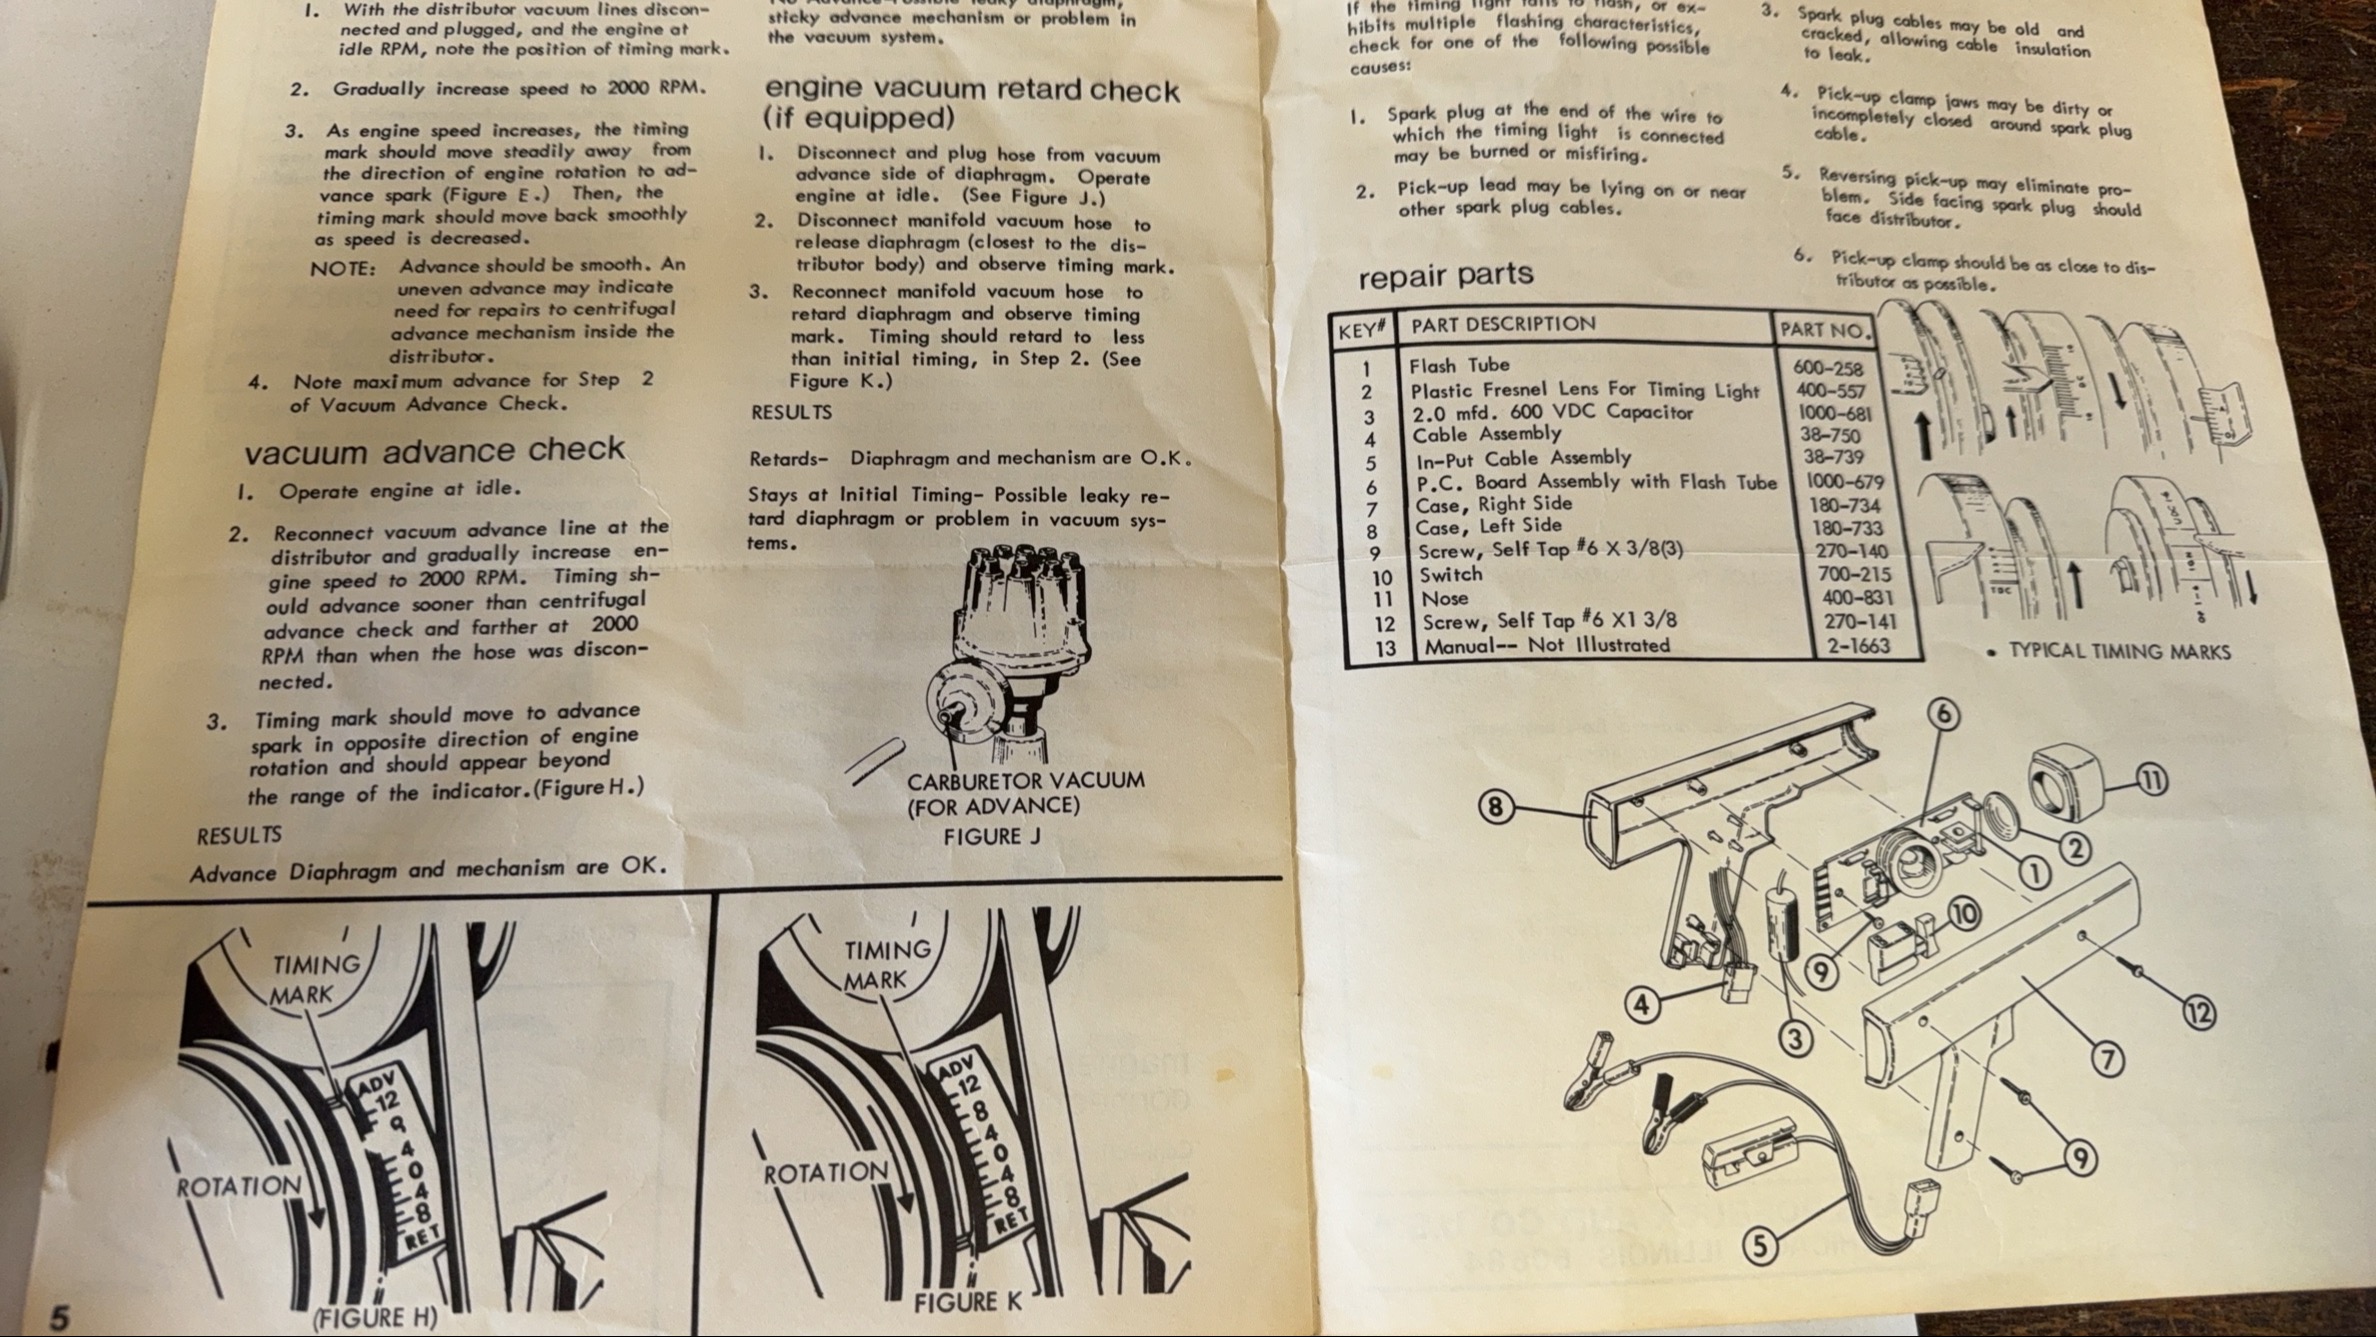 1. With the distributor vacuum lines discon-
nected and plugged, and the engine at
idle RPM, note the position of timing mark.
2. Gradually increase speed to 2000 RPM.
3. As engine speed increases, the timing
mark should move steadily away from
the direction of engine rotation to ad-
vance spark (Figure E.) Then, the
timing mark should move back smoothly
as speed is decreased.
NOTE: Advance should be smooth. An
uneven advance may indicate
need for repairs to centrifugal
advance mechanism inside the
distributor.
4. Note maximum advance for Step 2
of Vacuum Advance Check.
vacuum advance check
1. Operate engine at idle.
2. Reconnect vacuum advance line at the
distributor and gradually increase en-
gine speed to 2000 RPM. Timing sh-
ould advance sooner than centrifugal
advance check and farther at 2000
RPM than when the hose was discon-
nected.
3. Timing mark should move to advance
spark in opposite direction of engine
rotation and should appear beyond
the range of the indicator.(Figure H.)
RESULTS
Advance Diaphragm and mechanism are OK.
sticky advance mechanism or problem in
the vacuum system.
engine vacuum retard check
(if equipped)
1. Disconnect and plug hose from vacuum
advance side of diaphragm. Operate
engine at idle. (See Figure J.)
2. Disconnect manifold vacuum hose to
release diaphragm (closest to the dis-
tributor body) and observe timing mark.
3. Reconnect manifold vacuum hose to
retard diaphragm and observe timing
mark. Timing should retard to less
than initial timing, in Step 2. (See
Figure K.)
RESULTS
Retards- Diaphragm and mechanism are O.K.
Stays at Initial Timing- Possible leaky re-
tard diaphragm or problem in vacuum sys-
tems.
CARBURETOR VACUUM
(FOR ADVANCE)
FIGURE J
TIMING
MARK
ADV
12
8
4
0
4
8
RET
ROTATION
(FIGURE H)
TIMING
MARK
ADV
12
8
4
0
4
8
RET
ROTATION
FIGURE K
5
If the timing light fails to flash, or ex-
hibits multiple flashing characteristics,
check for one of the following possible
causes:
1. Spark plug at the end of the wire to
which the timing light is connected
may be burned or misfiring.
2. Pick-up lead may be lying on or near
other spark plug cables.
3. Spark plug cables may be old and
cracked, allowing cable insulation
to leak.
4. Pick-up clamp jaws may be dirty or
incompletely closed around spark plug
cable.
5. Reversing pick-up may eliminate pro-
blem. Side facing spark plug should
face distributor.
6. Pick-up clamp should be as close to dis-
tributor as possible.
repair parts
KEY# PART DESCRIPTION PART NO.
1 Flash Tube 600-258
2 Plastic Fresnel Lens For Timing Light 400-557
3 2.0 mfd. 600 VDC Capacitor 1000-681
4 Cable Assembly 38-750
5 In-Put Cable Assembly 38-739
6 P.C. Board Assembly with Flash Tube 1000-679
7 Case, Right Side 180-734
8 Case, Left Side 180-733
9 Screw, Self Tap #6 X 3/8(3) 270-140
10 Switch 700-215
11 Nose 400-831
12 Screw, Self Tap #6 X1 3/8 270-141
13 Manual-- Not Illustrated 2-1663
TDC
• TYPICAL TIMING MARKS
6
11
8
2
1
10
9
4
3
12
7
9
5